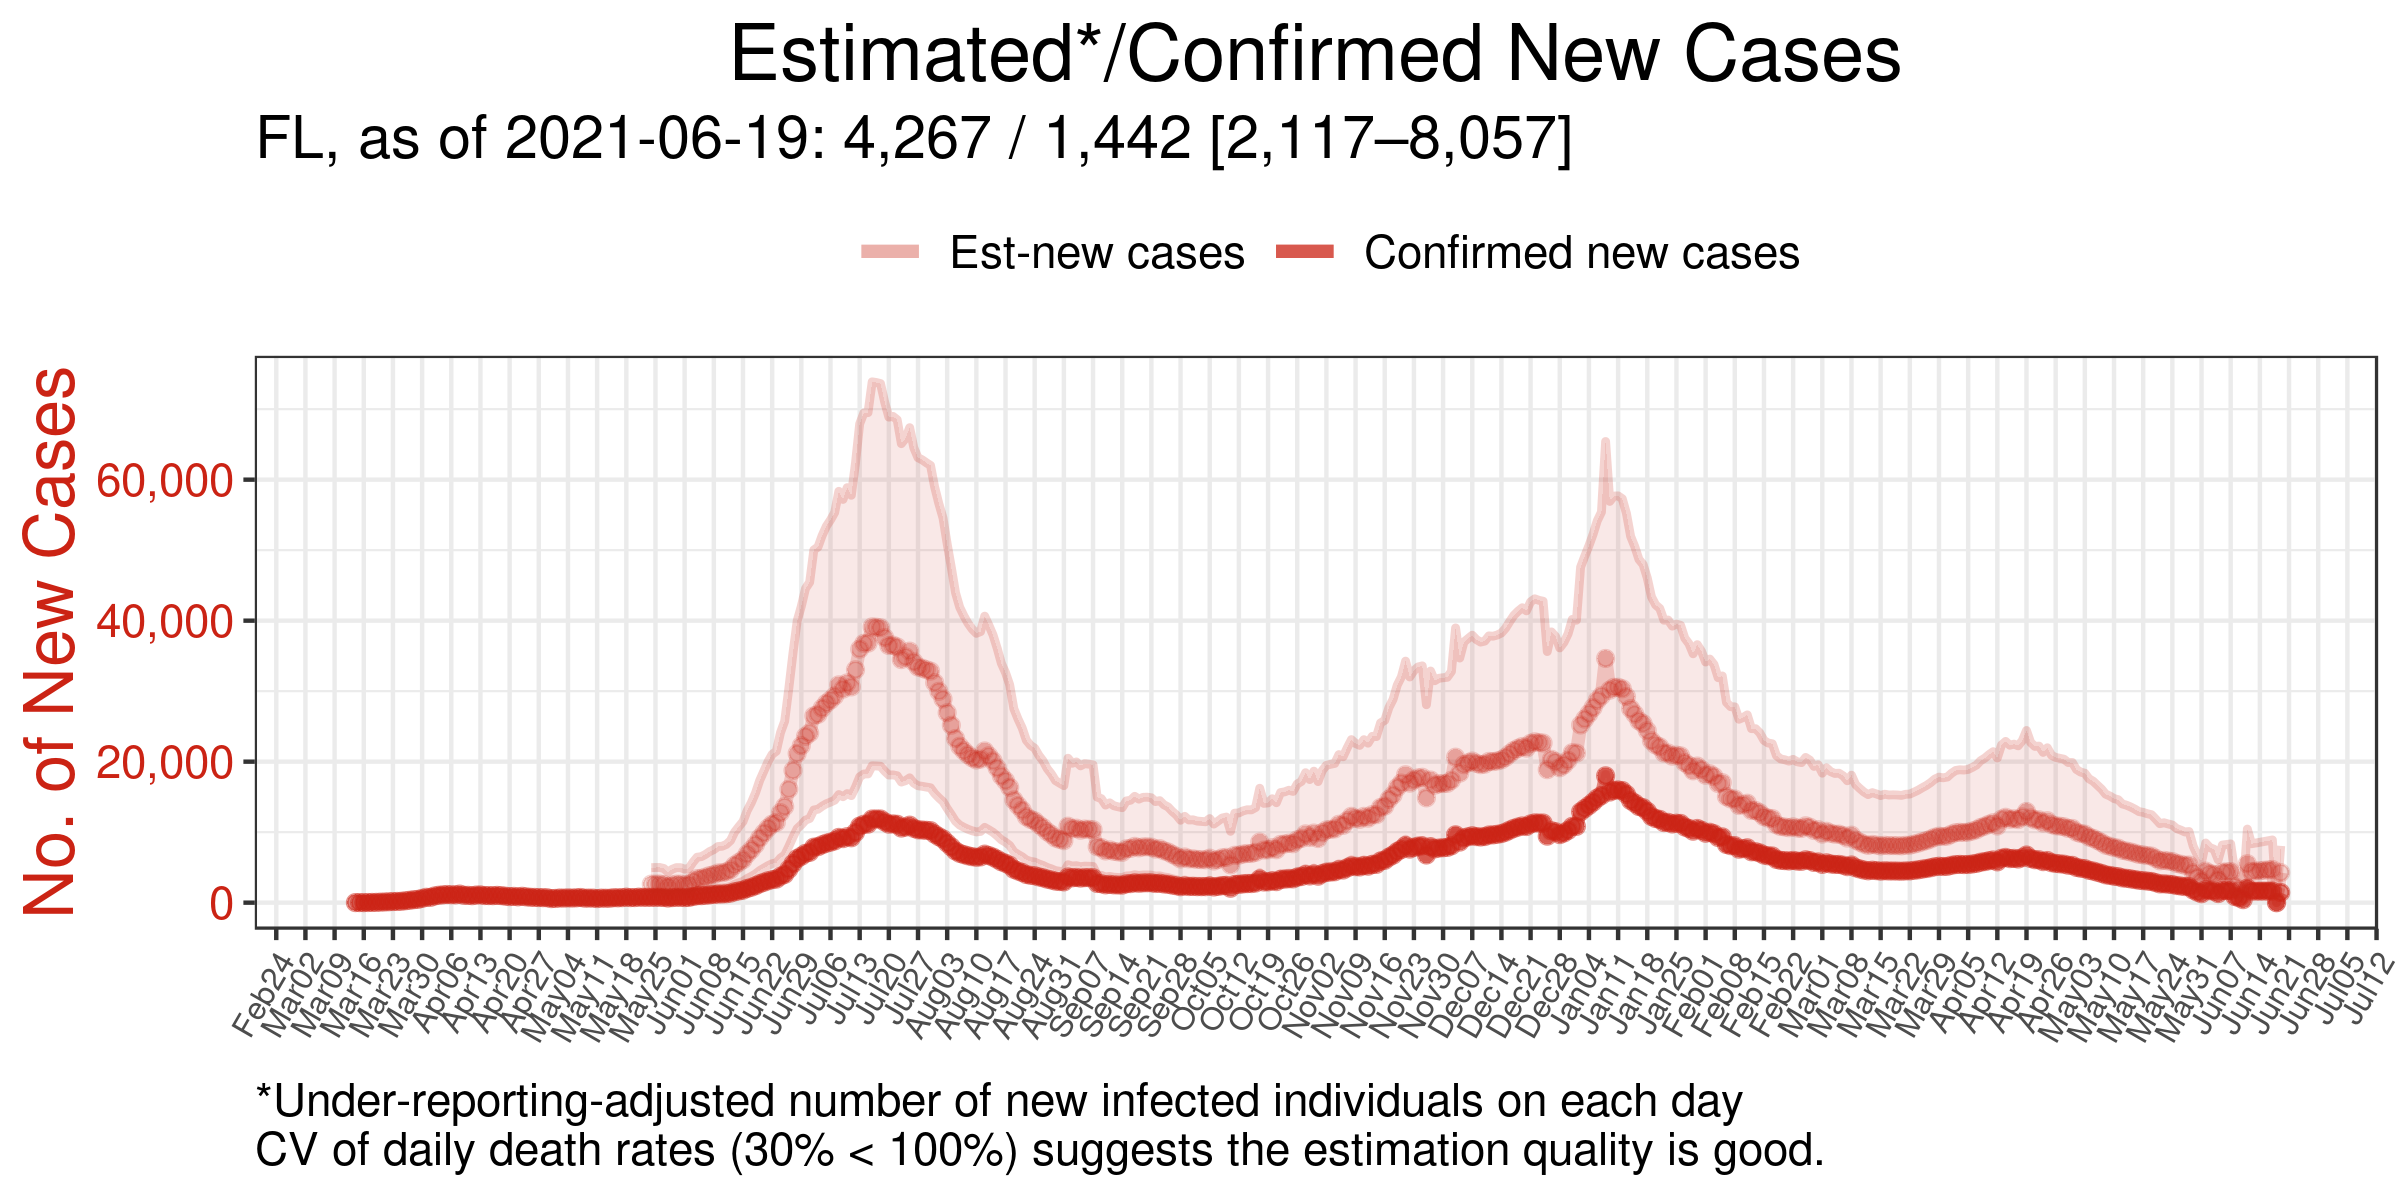 Estimated*/Confirmed New Cases
FL, as of 2021-06-19: 4,267 / 1,442 [2,117–8,057]
Est-new cases
Confirmed new cases
No. of New Cases
60,000
40,000
20,000
0
Feb24 Mar02 Mar09 Mar16 Mar23 Mar30 Apr06 Apr13 Apr20 Apr27 May04 May11 May18 May25 Jun01 Jun08 Jun15 Jun22 Jun29 Jul06 Jul13 Jul20 Jul27 Aug03 Aug10 Aug17 Aug24 Aug31 Sep07 Sep14 Sep21 Sep28 Oct05 Oct12 Oct19 Oct26 Nov02 Nov09 Nov16 Nov23 Nov30 Dec07 Dec14 Dec21 Dec28 Jan04 Jan11 Jan18 Jan25 Feb01 Feb08 Feb15 Feb22 Mar01 Mar08 Mar15 Mar22 Mar29 Apr05 Apr12 Apr19 Apr26 May03 May10 May17 May24 May31 Jun07 Jun14 Jun21 Jun28 Jul05 Jul12
*Under-reporting-adjusted number of new infected individuals on each day
CV of daily death rates (30% < 100%) suggests the estimation quality is good.